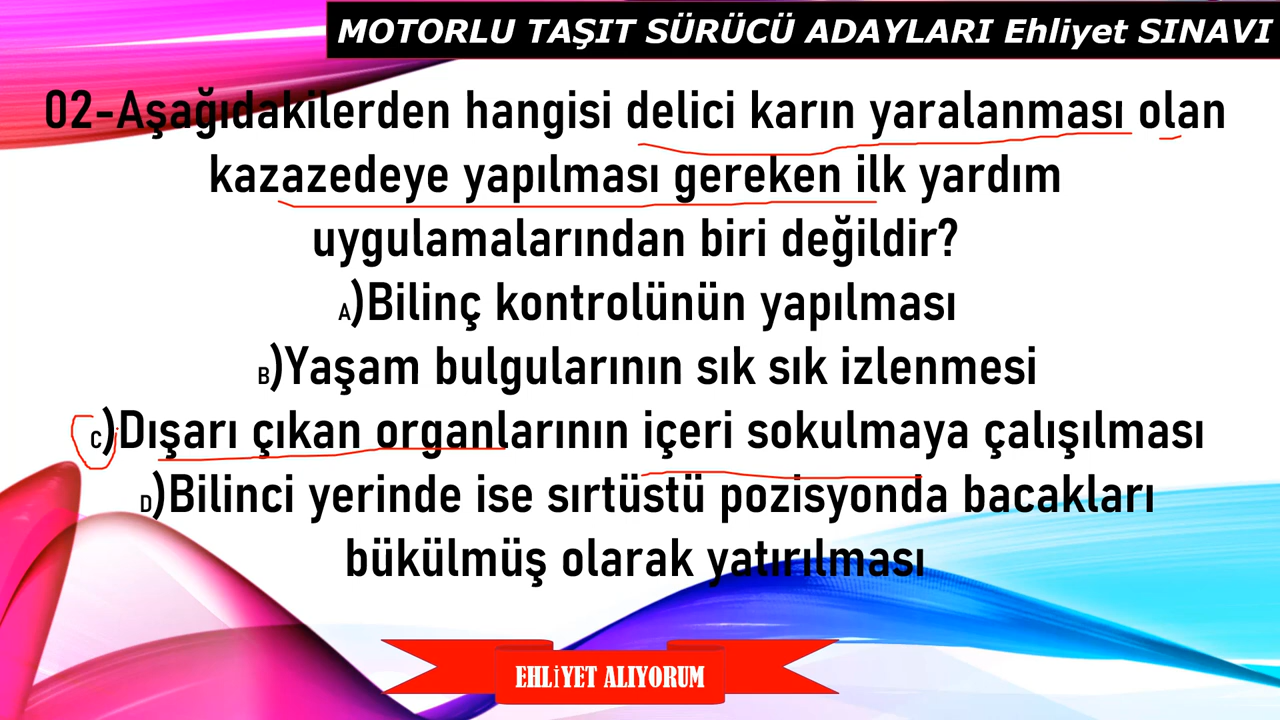 MOTORLU TAŞIT SÜRÜCÜ ADAYLARI Ehliyet SINAVI
02-Aşağıdakilerden hangisi delici karın yaralanması olan
kazazedeye yapılması gereken ilk yardım
uygulamalarından biri değildir?
A)Bilinç kontrolünün yapılması
B)Yaşam bulgularının sık sık izlenmesi
C)Dışarı çıkan organlarının içeri sokulmaya çalışılması
D)Bilinci yerinde ise sırtüstü pozisyonda bacakları
bükülmüş olarak yatırılması
EHLİYET ALIYORUM